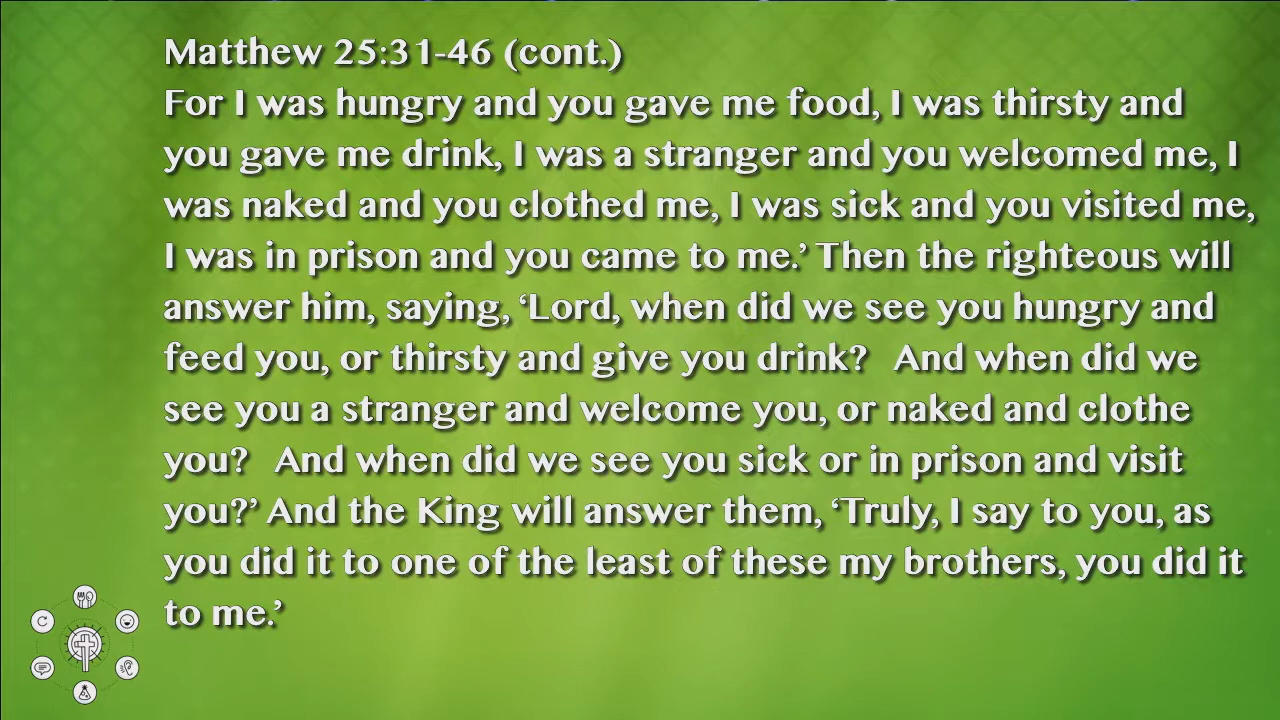 Matthew 25:31-46 (cont.)
For I was hungry and you gave me food, I was thirsty and
you gave me drink, I was a stranger and you welcomed me, I
was naked and you clothed me, I was sick and you visited me,
I was in prison and you came to me.’ Then the righteous will
answer him, saying, ‘Lord, when did we see you hungry and
feed you, or thirsty and give you drink?   And when did we
see you a stranger and welcome you, or naked and clothe
you?   And when did we see you sick or in prison and visit
you?’ And the King will answer them, ‘Truly, I say to you, as
you did it to one of the least of these my brothers, you did it
to me.’